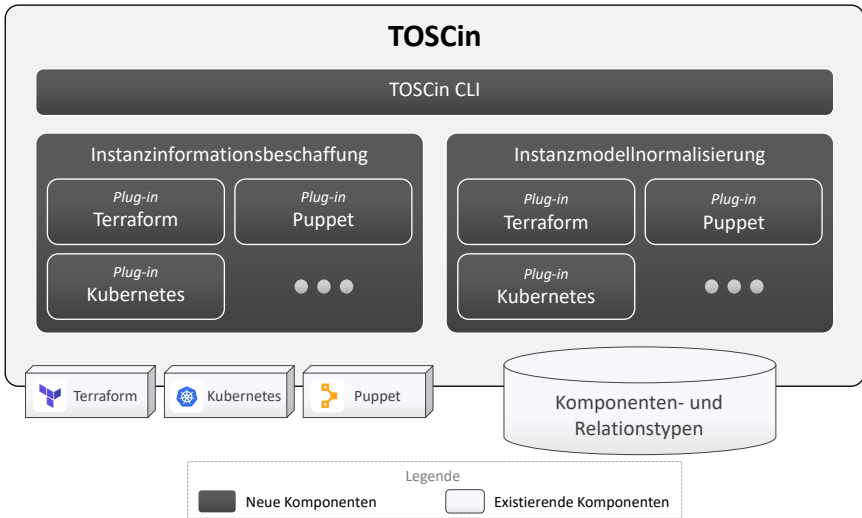 TOSCin
TOSCin CLI
Instanzinformationsbeschaffung
Plug-in
Terraform
Plug-in
Puppet
Plug-in
Kubernetes
Instanzmodellnormalisierung
Plug-in
Terraform
Plug-in
Puppet
Plug-in
Kubernetes
Terraform
Kubernetes
Puppet
Komponenten- und
Relationstypen
Legende
Neue Komponenten
Existierende Komponenten